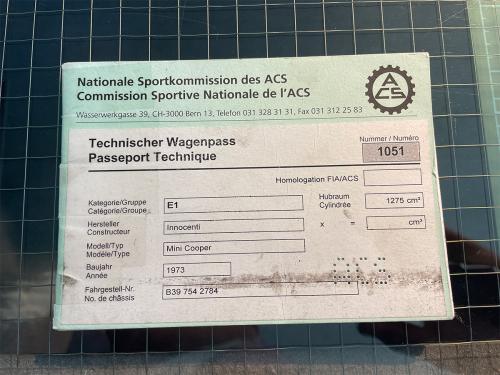 Nationale Sportkommission des ACS
Commission Sportive Nationale de l'ACS
ACS
Wasserwerkgasse 39, CH-3000 Bern 13, Telefon 031 328 31 31, Fax 031 312 25 83
Technischer Wagenpass
Passeport Technique
Nummer / Numéro
1051
Homologation FIA/ACS
Kategorie/Gruppe
Catégorie/Groupe
E1
Hubraum
Cylindrée
1275 cm³
Hersteller
Constructeur
Innocenti
x = cm³
Modell/Typ
Modèle/Type
Mini Cooper
Baujahr
Année
1973
Fahrgestell-Nr.
No. de châssis
B39 754 2784